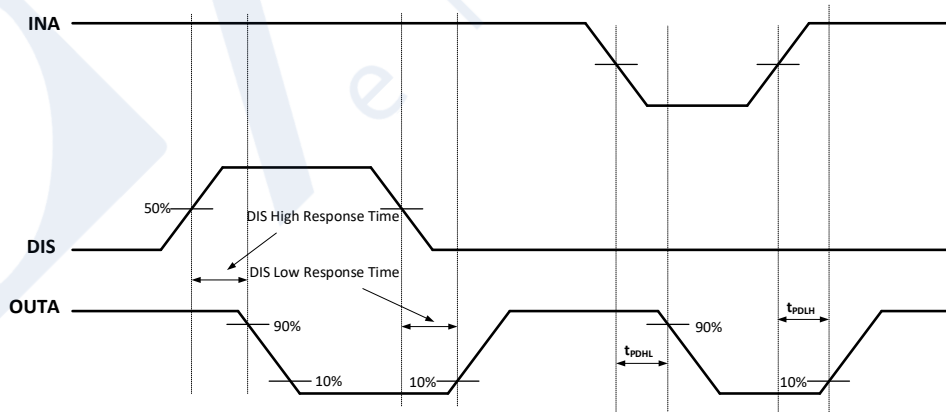 INA
50%
DIS High Response Time
DIS
DIS Low Response Time
OUTA
90%
10%
10%
tPDHL
90%
tPDLH
10%
e